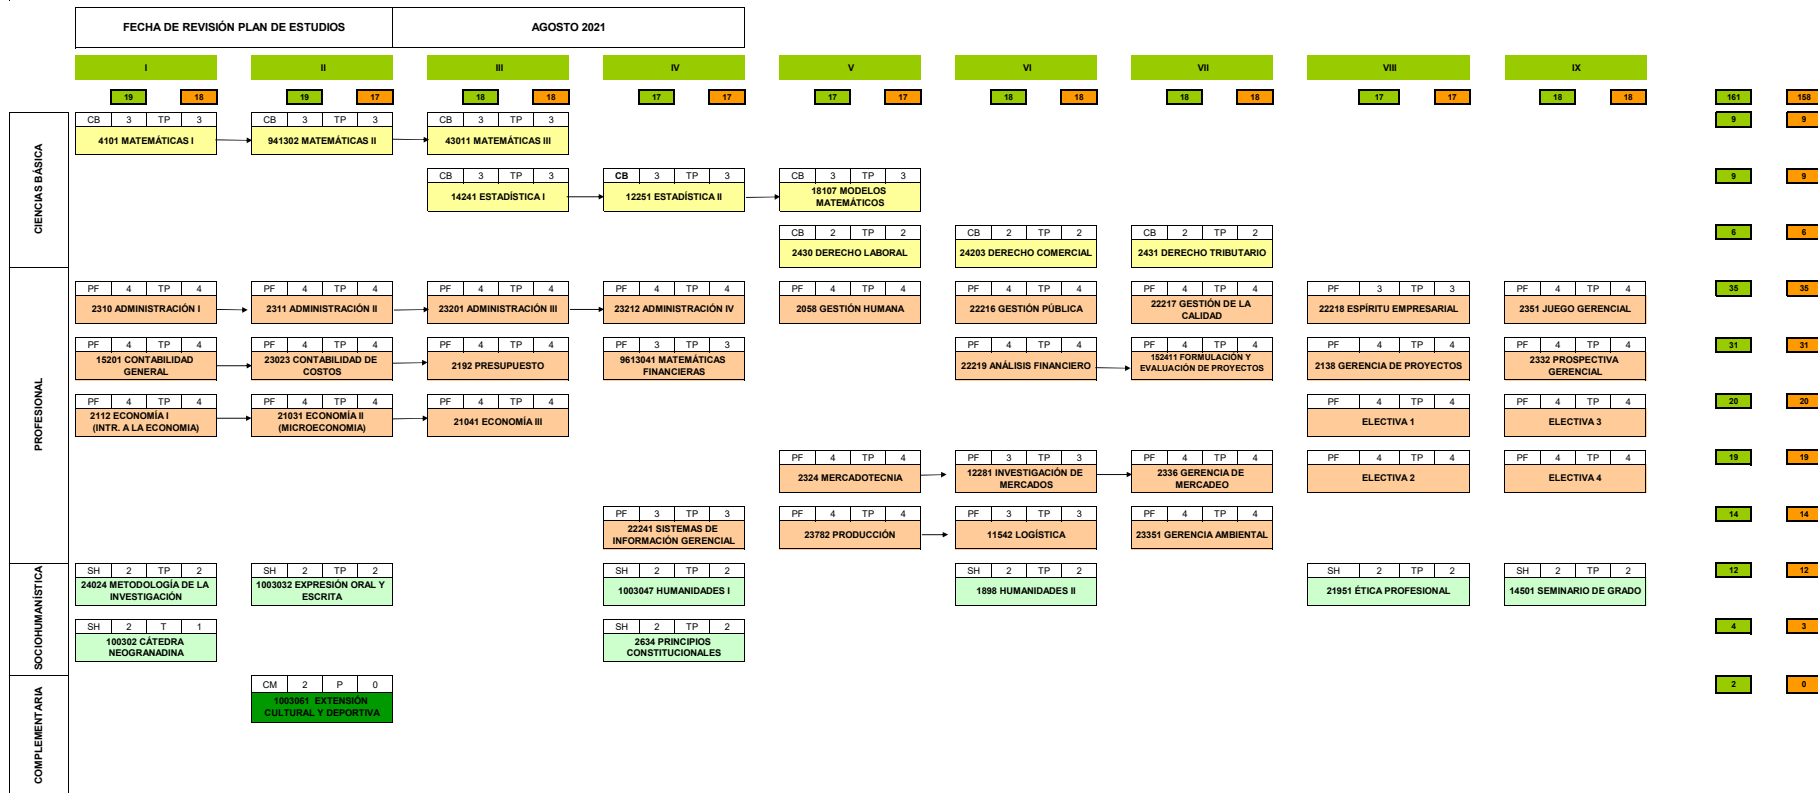 FECHA DE REVISIÓN PLAN DE ESTUDIOS AGOSTO 2021
I II III IV V VI VII VIII IX
19 18 19 17 18 18 17 17 17 17 18 18 18 18 17 17 18 18 161 158
CIENCIAS BÁSICA
CB 3 TP 3 CB 3 TP 3 CB 3 TP 3 9 9
4101 MATEMÁTICAS I 941302 MATEMÁTICAS II 43011 MATEMÁTICAS III
CB 3 TP 3 CB 3 TP 3 CB 3 TP 3 9 9
14241 ESTADÍSTICA I 12251 ESTADÍSTICA II 18107 MODELOS
MATEMÁTICOS
CB 2 TP 2 CB 2 TP 2 CB 2 TP 2 6 6
2430 DERECHO LABORAL 24203 DERECHO COMERCIAL 2431 DERECHO TRIBUTARIO
PROFESIONAL
PF 4 TP 4 PF 4 TP 4 PF 4 TP 4 PF 4 TP 4 PF 4 TP 4 PF 4 TP 4 PF 4 TP 4 PF 3 TP 3 PF 4 TP 4 35 35
2310 ADMINISTRACIÓN I 2311 ADMINISTRACIÓN II 23201 ADMINISTRACIÓN III 23212 ADMINISTRACIÓN IV 2058 GESTIÓN HUMANA 22216 GESTIÓN PÚBLICA 22217 GESTIÓN DE LA
CALIDAD 22218 ESPÍRITU EMPRESARIAL 2351 JUEGO GERENCIAL
PF 4 TP 4 PF 4 TP 4 PF 4 TP 4 PF 3 TP 3 PF 4 TP 4 PF 4 TP 4 PF 4 TP 4 PF 4 TP 4 31 31
15201 CONTABILIDAD
GENERAL 23023 CONTABILIDAD DE
COSTOS 2192 PRESUPUESTO 9613041 MATEMÁTICAS
FINANCIERAS 22219 ANÁLISIS FINANCIERO 152411 FORMULACIÓN Y
EVALUACIÓN DE PROYECTOS 2138 GERENCIA DE PROYECTOS 2332 PROSPECTIVA
GERENCIAL
PF 4 TP 4 PF 4 TP 4 PF 4 TP 4 PF 4 TP 4 PF 4 TP 4 20 20
2112 ECONOMÍA I
(INTR. A LA ECONOMIA) 21031 ECONOMÍA II
(MICROECONOMIA) 21041 ECONOMÍA III ELECTIVA 1 ELECTIVA 3
PF 4 TP 4 PF 3 TP 3 PF 4 TP 4 PF 4 TP 4 PF 4 TP 4 19 19
2324 MERCADOTECNIA 12281 INVESTIGACIÓN DE
MERCADOS 2336 GERENCIA DE
MERCADEO ELECTIVA 2 ELECTIVA 4
PF 3 TP 3 PF 4 TP 4 PF 3 TP 3 PF 4 TP 4 14 14
22241 SISTEMAS DE
INFORMACIÓN GERENCIAL 23782 PRODUCCIÓN 11542 LOGÍSTICA 23351 GERENCIA AMBIENTAL
SOCIOHUMANÍSTICA
SH 2 TP 2 SH 2 TP 2 SH 2 TP 2 SH 2 TP 2 SH 2 TP 2 SH 2 TP 2 12 12
24024 METODOLOGÍA DE LA
INVESTIGACIÓN 1003032 EXPRESIÓN ORAL Y
ESCRITA 1003047 HUMANIDADES I 1898 HUMANIDADES II 21951 ÉTICA PROFESIONAL 14501 SEMINARIO DE GRADO
SH 2 T 1 SH 2 TP 2 4 3
100302 CÁTEDRA
NEOGRANADINA 2634 PRINCIPIOS
CONSTITUCIONALES
COMPLEMENTARIA
CM 2 P 0 2 0
1003061 EXTENSIÓN
CULTURAL Y DEPORTIVA